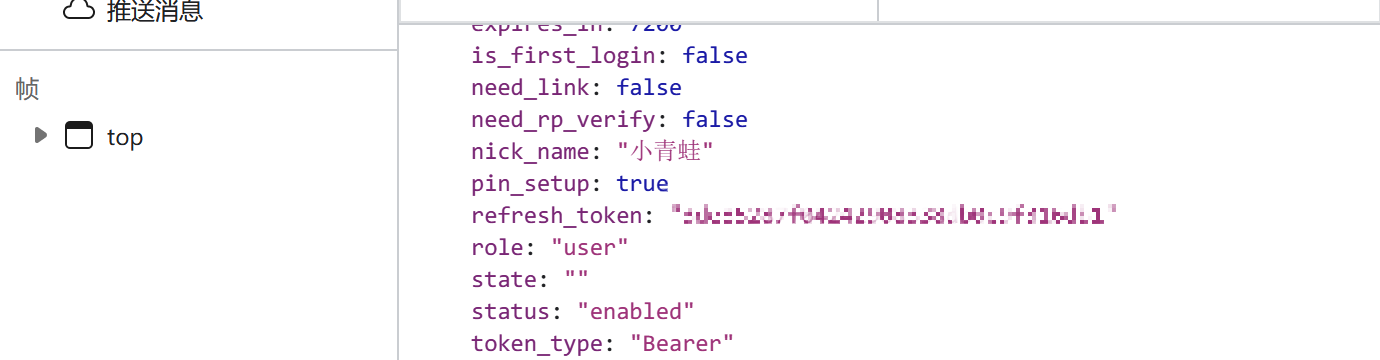 推送消息
帧
top
expires_in: 7200
is_first_login: false
need_link: false
need_rp_verify: false
nick_name: "小青蛙"
pin_setup: true
refresh_token:
role: "user"
state: ""
status: "enabled"
token_type: "Bearer"